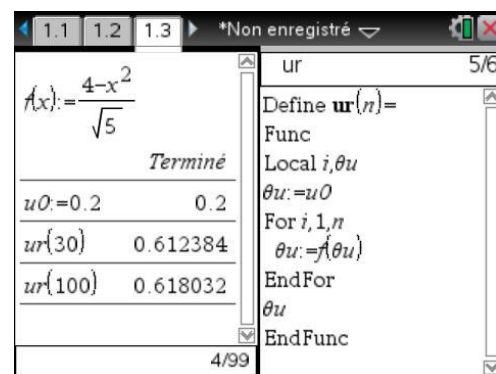 1.1 1.2 1.3 *Non enregistré
f(x):=4-x²/√5
Terminé
u0:=0.2 0.2
ur(30) 0.612384
ur(100) 0.618032
4/99
ur 5/6
Define ur(n)=
Func
Local i,θu
θu:=u0
For i,1,n
θu:=f(θu)
EndFor
θu
EndFunc